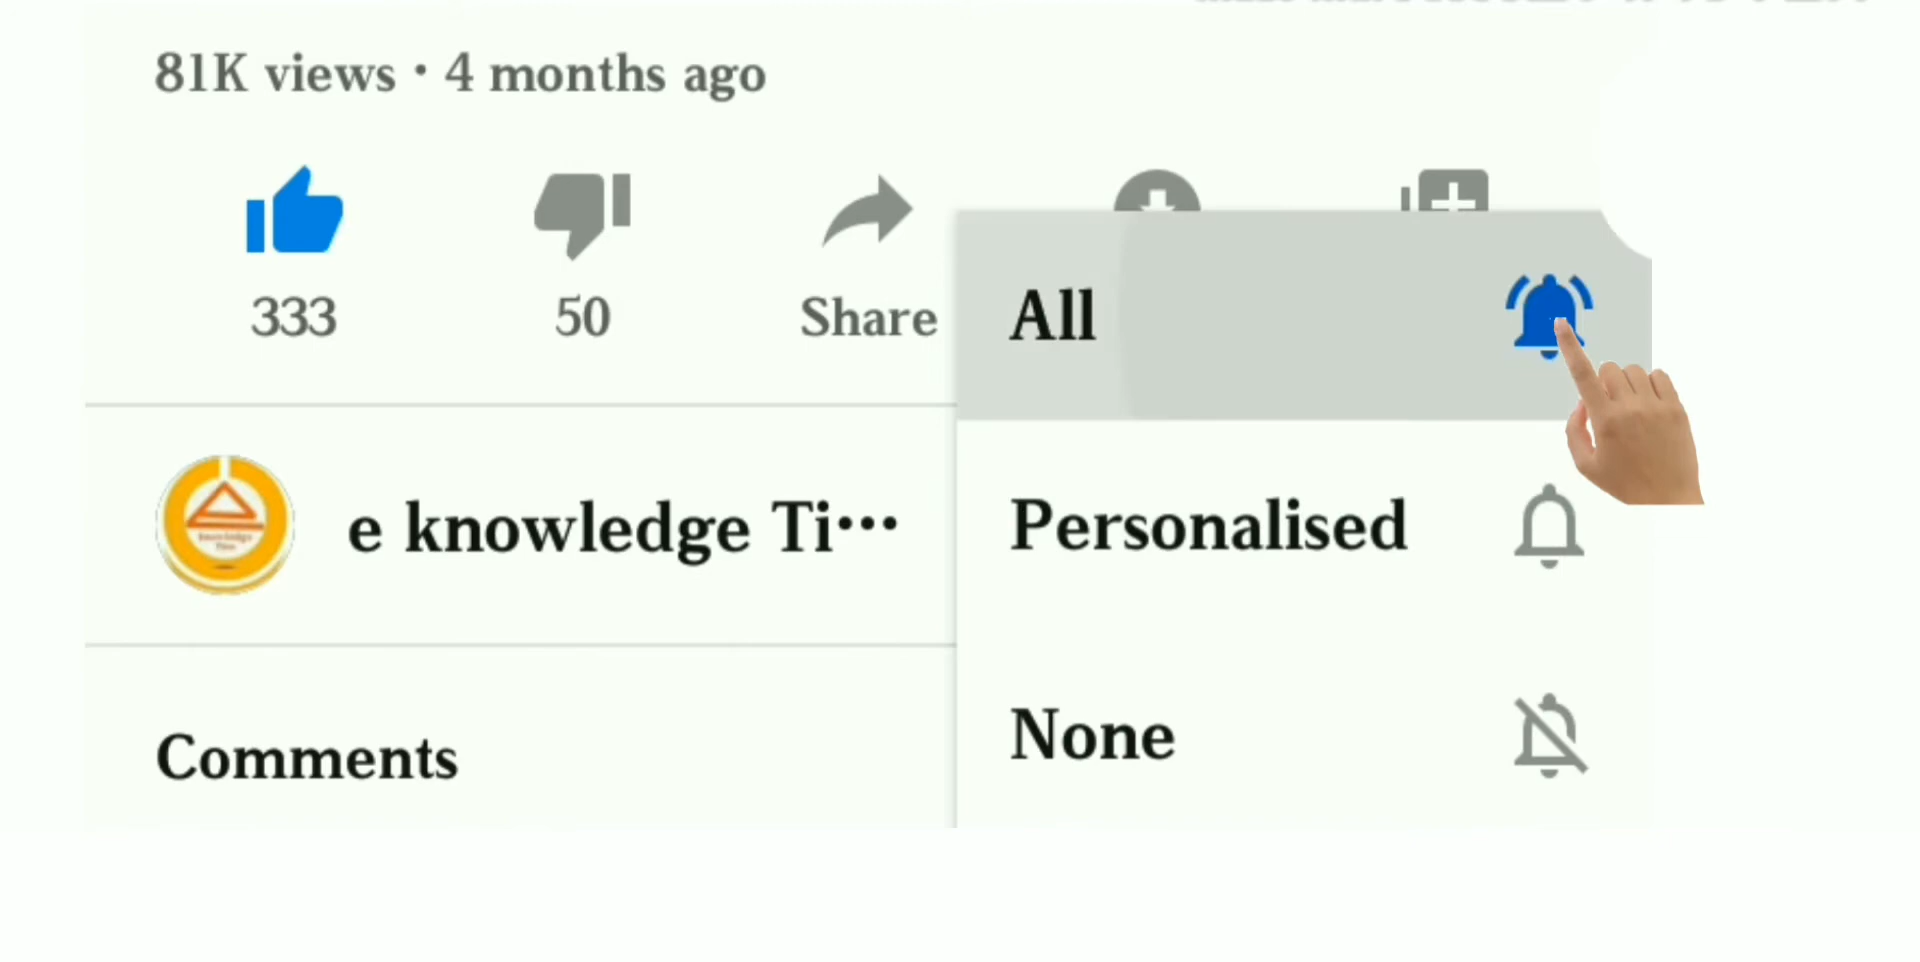 81K views · 4 months ago
333
50
Share
All
e knowledge Ti...
Personalised
Comments
None